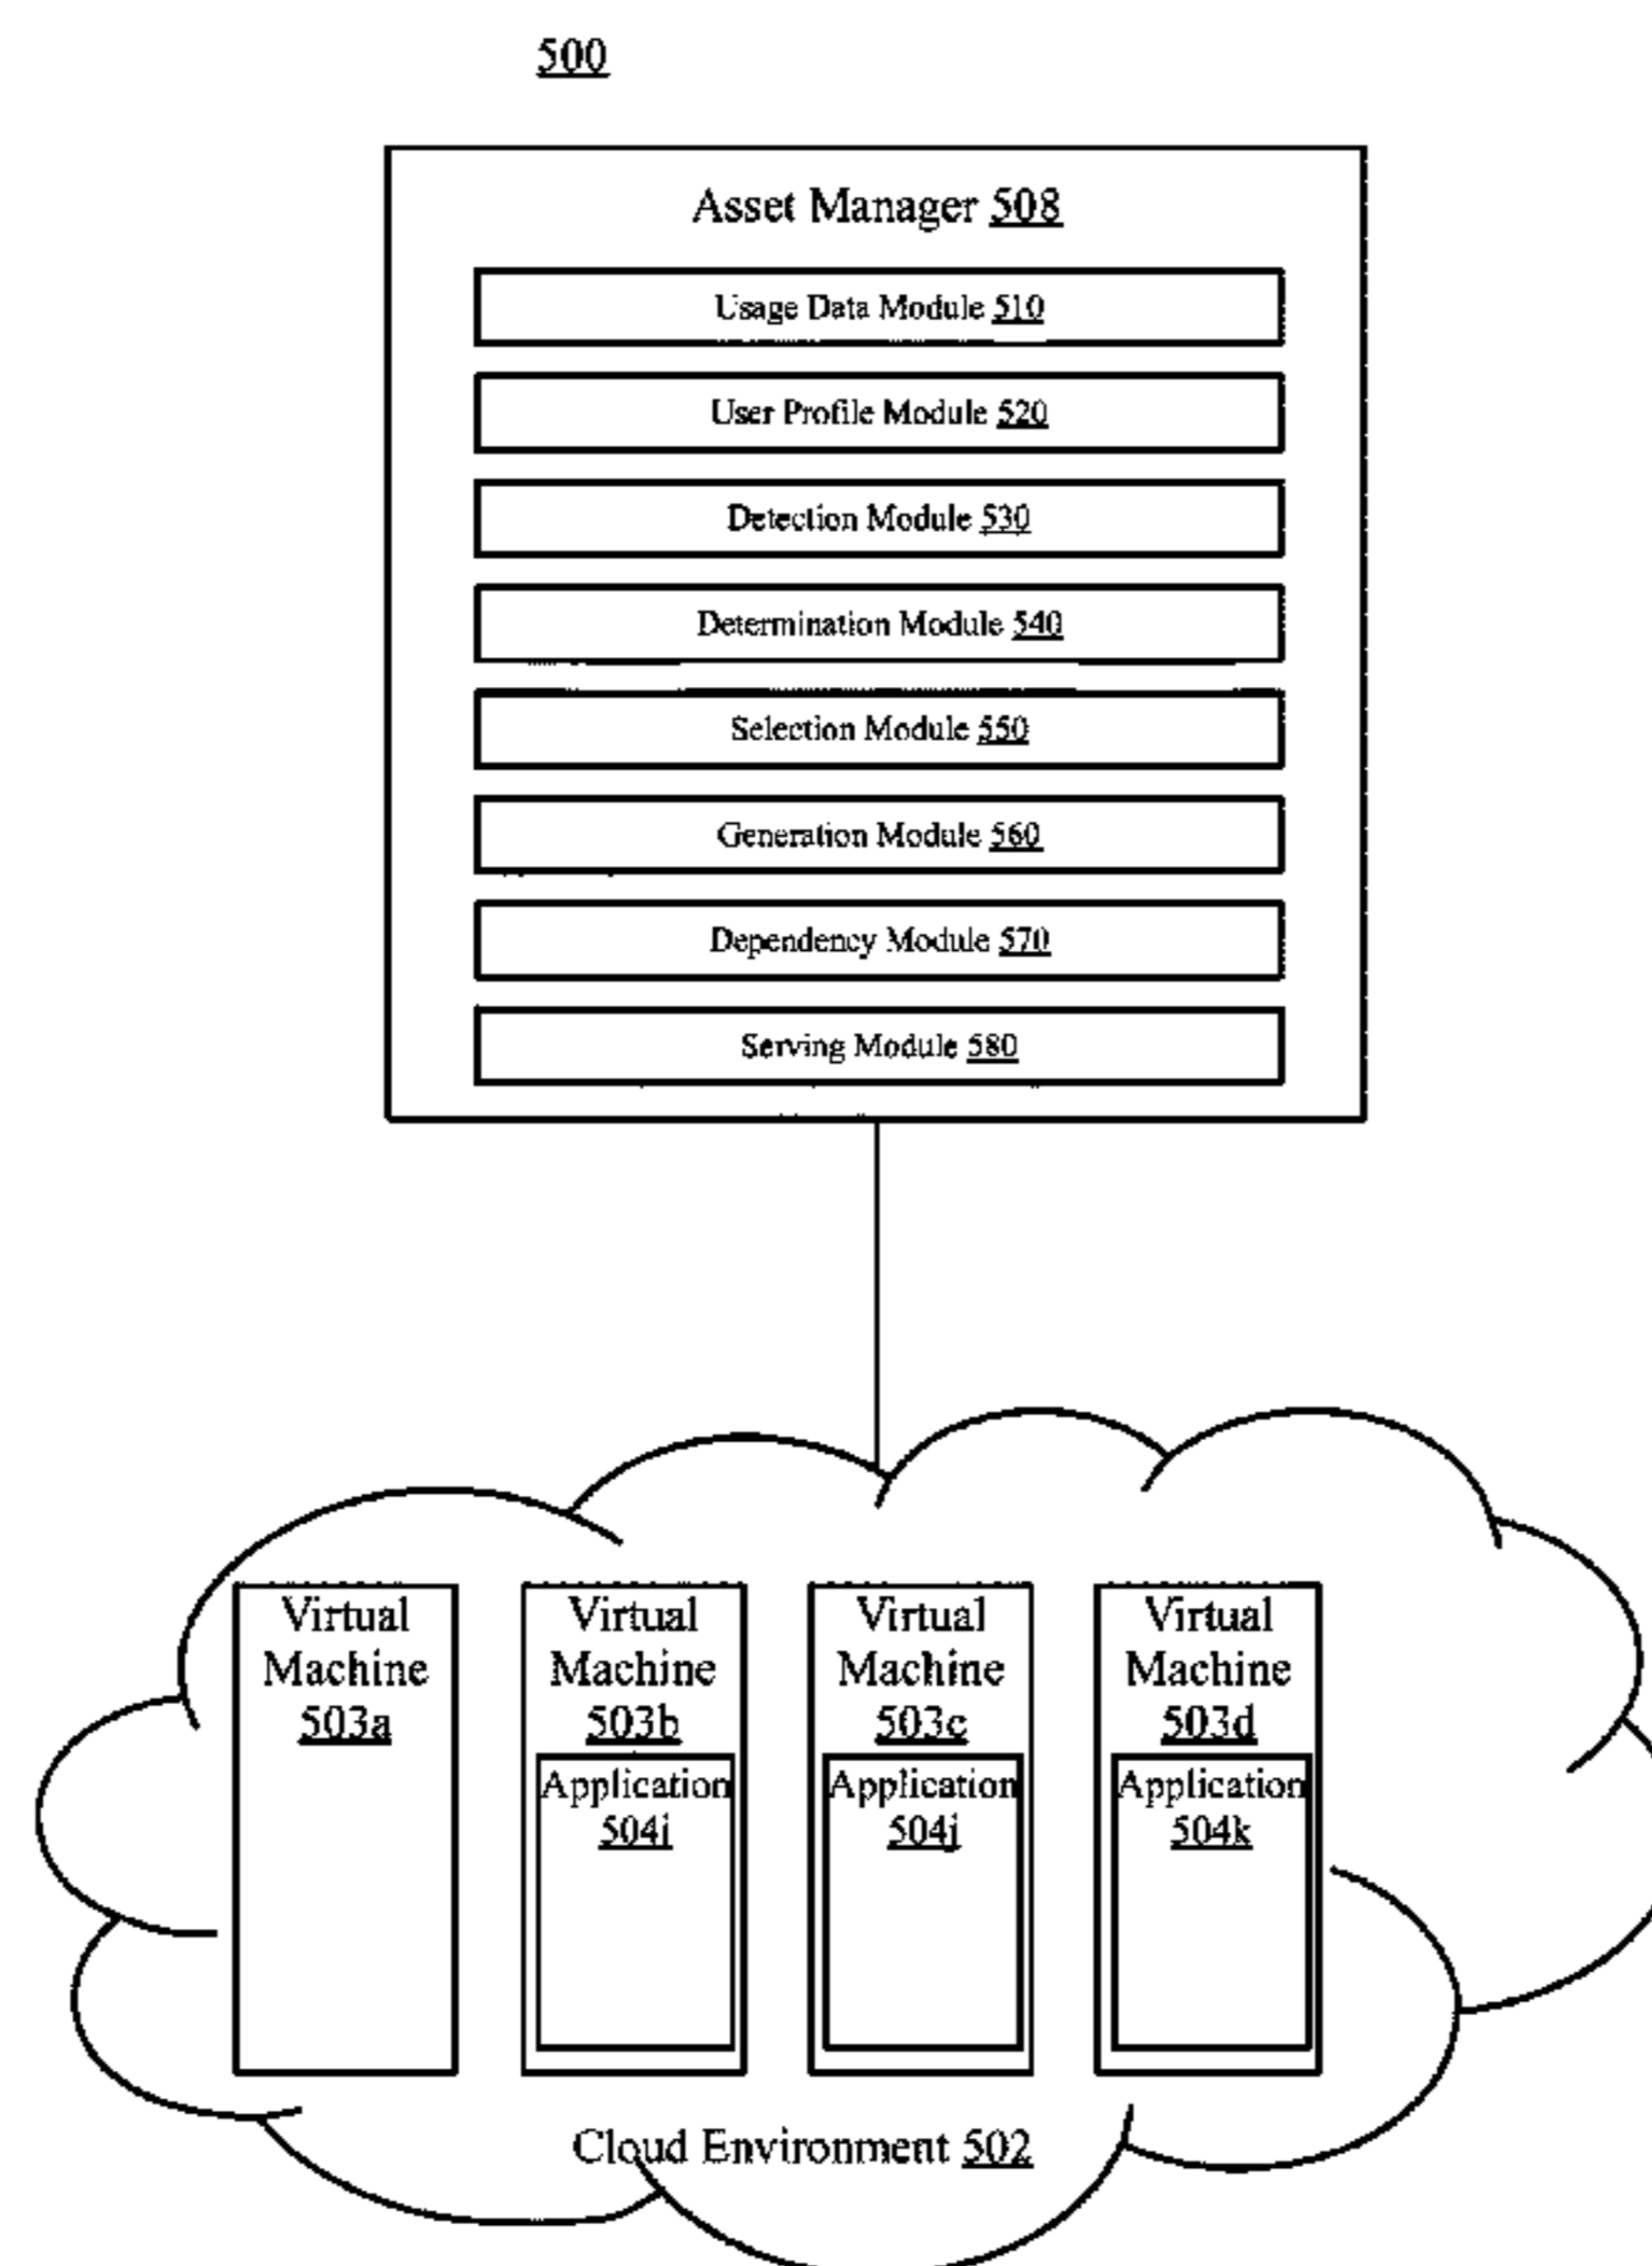 500
Asset Manager 508
Usage Data Module 510
User Profile Module 520
Detection Module 530
Determination Module 540
Selection Module 550
Generation Module 560
Dependency Module 570
Serving Module 580
Virtual
Machine
503a
Virtual
Machine
503b
Application
504i
Virtual
Machine
503c
Application
504j
Virtual
Machine
503d
Application
504k
Cloud Environment 502